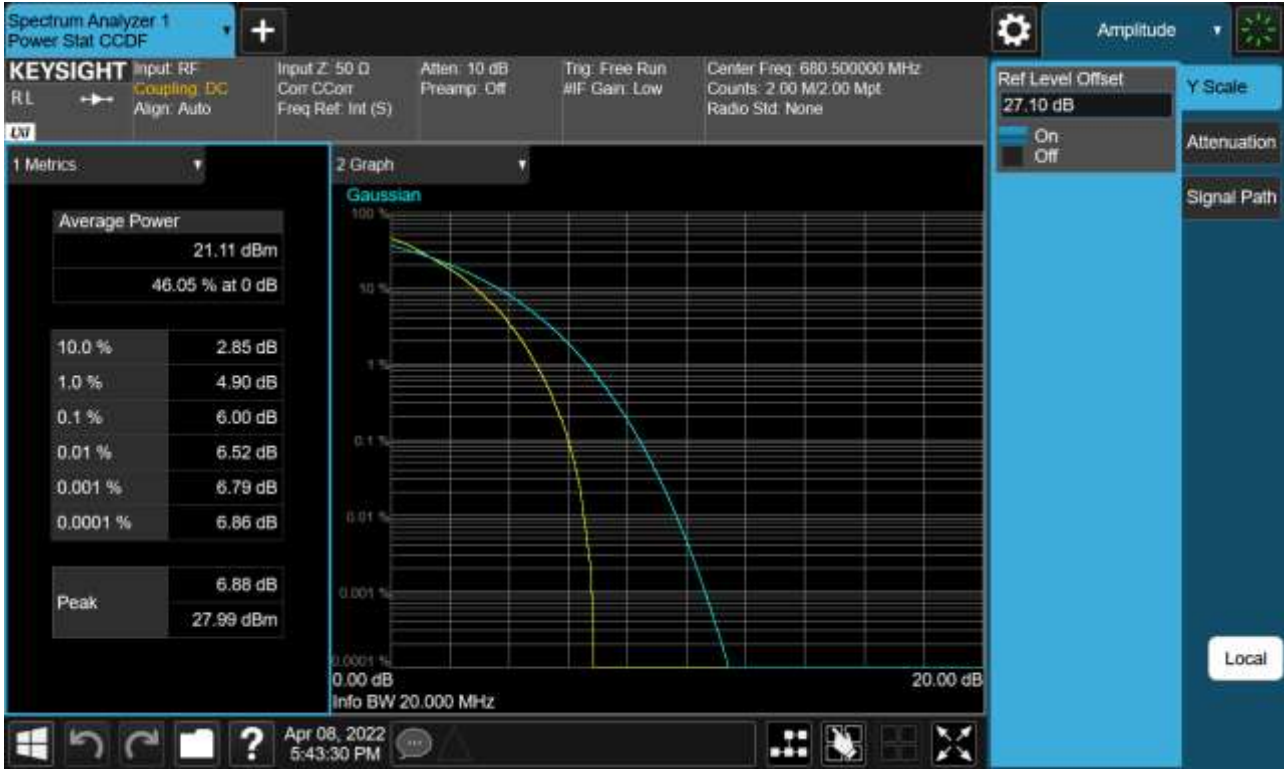 Spectrum Analyzer 1
Power Stat CCDF
Amplitude
KEYSIGHT
RL
LXI
Input: RF
Coupling: DC
Align: Auto
Input Z: 50 Ω
Corr CCorr
Freq Ref: Int (S)
Atten: 10 dB
Preamp: Off
Trig: Free Run
#IF Gain: Low
Center Freq: 680.500000 MHz
Counts: 2.00 M/2.00 Mpt
Radio Std: None
Ref Level Offset
27.10 dB
On
Off
Y Scale
Attenuation
Signal Path
Local
1 Metrics
Average Power
21.11 dBm
46.05 % at 0 dB
10.0 % 2.85 dB
1.0 % 4.90 dB
0.1 % 6.00 dB
0.01 % 6.52 dB
0.001 % 6.79 dB
0.0001 % 6.86 dB
Peak
6.88 dB
27.99 dBm
2 Graph
Gaussian
100 %
10 %
1 %
0.1 %
0.01 %
0.001 %
0.0001 %
0.00 dB 20.00 dB
Info BW 20.000 MHz
?
Apr 08, 2022
5:43:30 PM